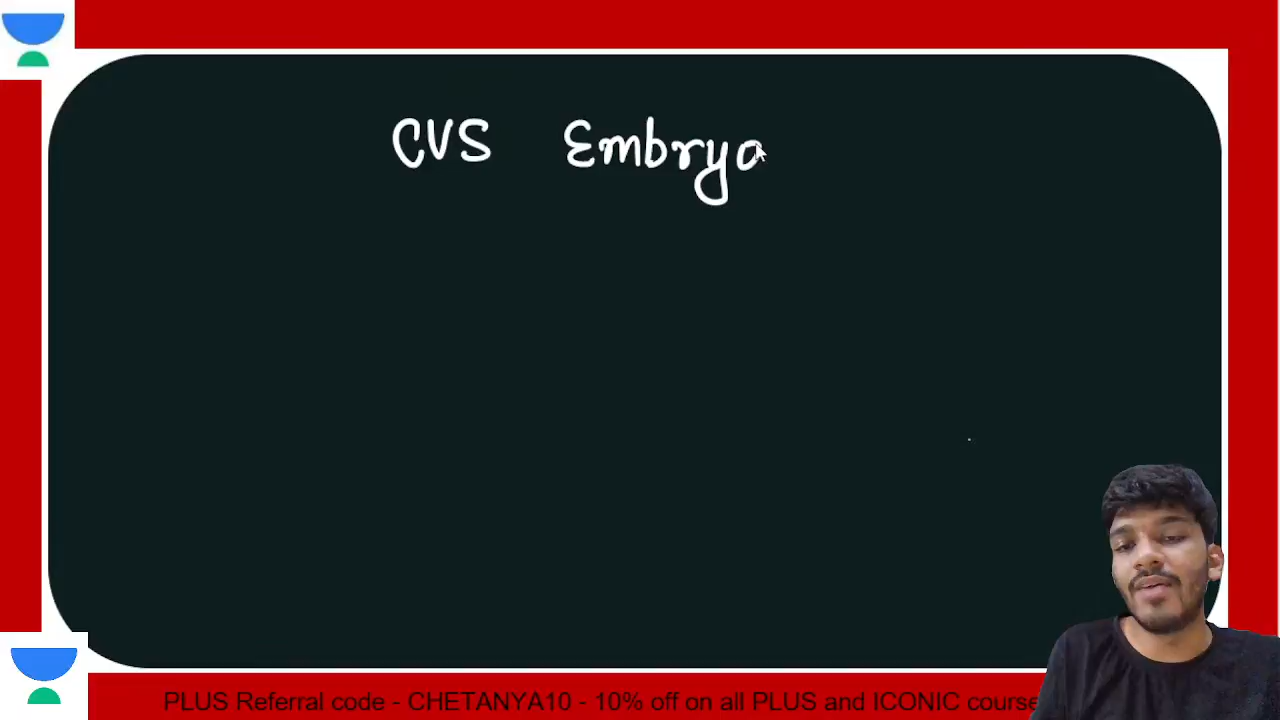 CVS Embryo
PLUS Referral code - CHETANYA10 - 10% off on all PLUS and ICONIC course